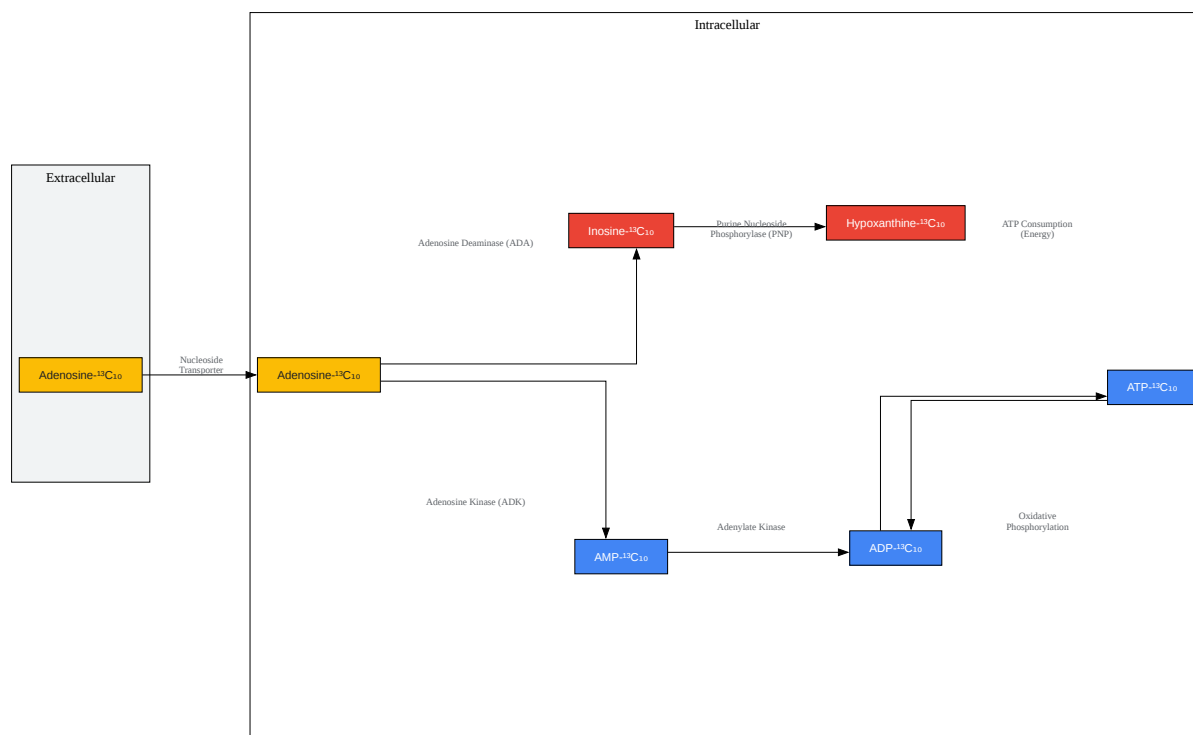 Intracellular
Extracellular
Inosine-¹³C₁₀
Purine Nucleoside
Phosphorylase (PNP)
Hypoxanthine-¹³C₁₀
ATP Consumption
(Energy)
Adenosine Deaminase (ADA)
Adenosine-¹³C₁₀
Nucleoside
Transporter
Adenosine-¹³C₁₀
ATP-¹³C₁₀
Adenosine Kinase (ADK)
Adenylate Kinase
Oxidative
Phosphorylation
AMP-¹³C₁₀
ADP-¹³C₁₀